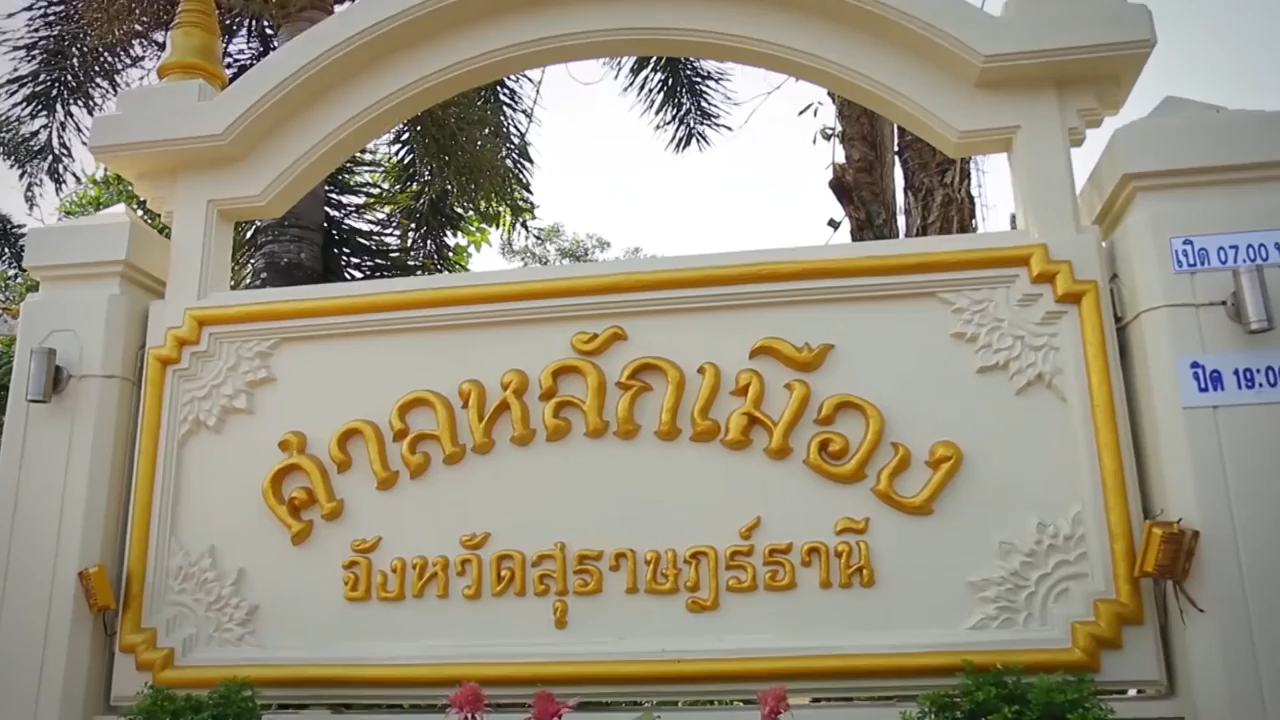 ศาลหลักเมือง
จังหวัดสุราษฎร์ธานี
เปิด 07.00
ปิด 19:00